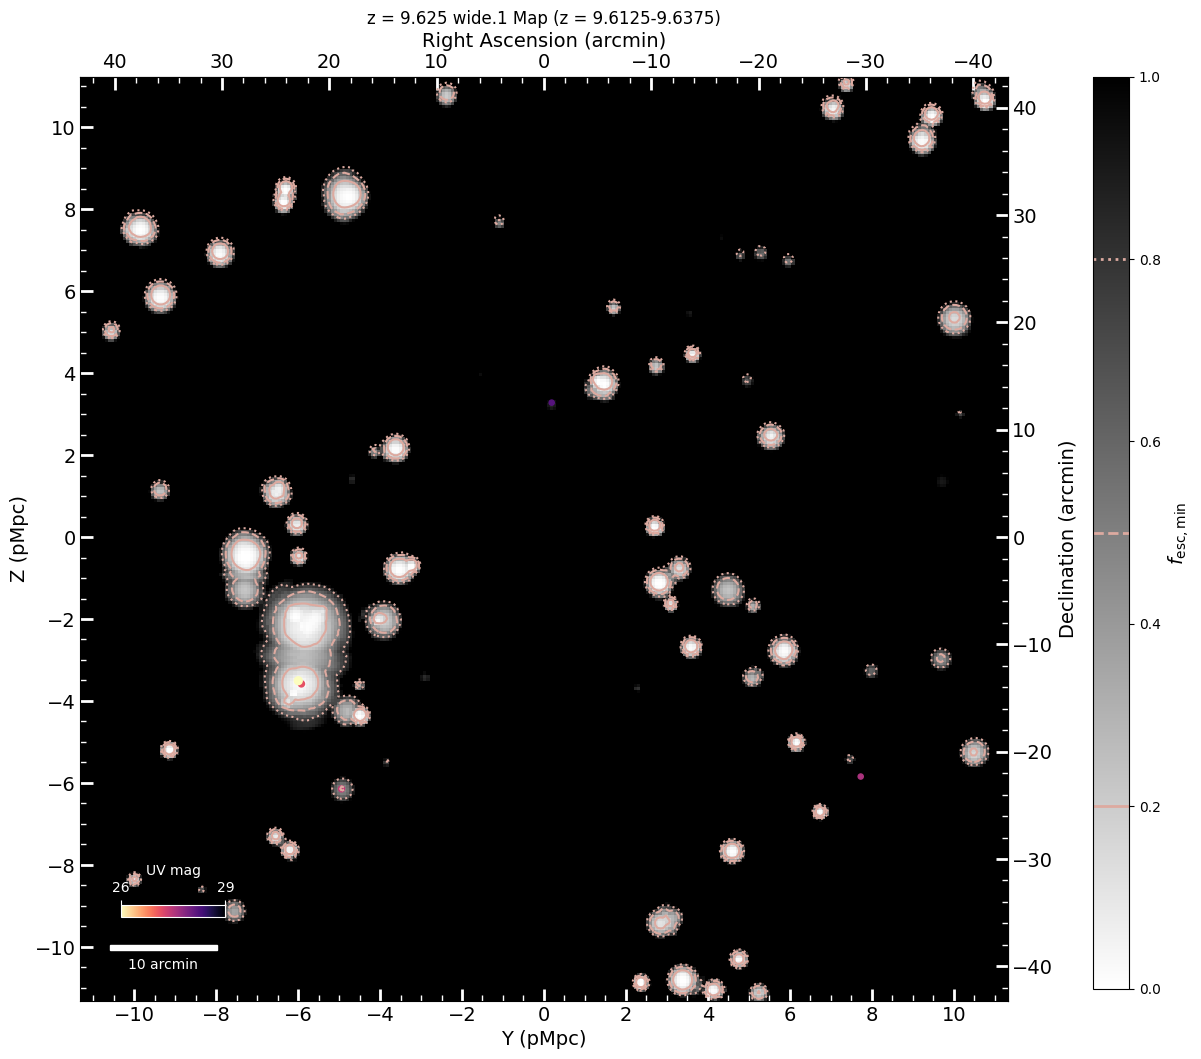 z = 9.625 wide.1 Map (z = 9.6125-9.6375)
Right Ascension (arcmin)
40 30 20 10 0 −10 −20 −30 −40
10
8
6
4
2
0
−2
−4
−6
−8
−10
Z (pMpc)
40
30
20
10
0
−10
−20
−30
−40
Declination (arcmin)
1.0
0.8
0.6
0.4
0.2
0.0
fesc,min
UV mag
26 29
10 arcmin
−10 −8 −6 −4 −2 0 2 4 6 8 10
Y (pMpc)